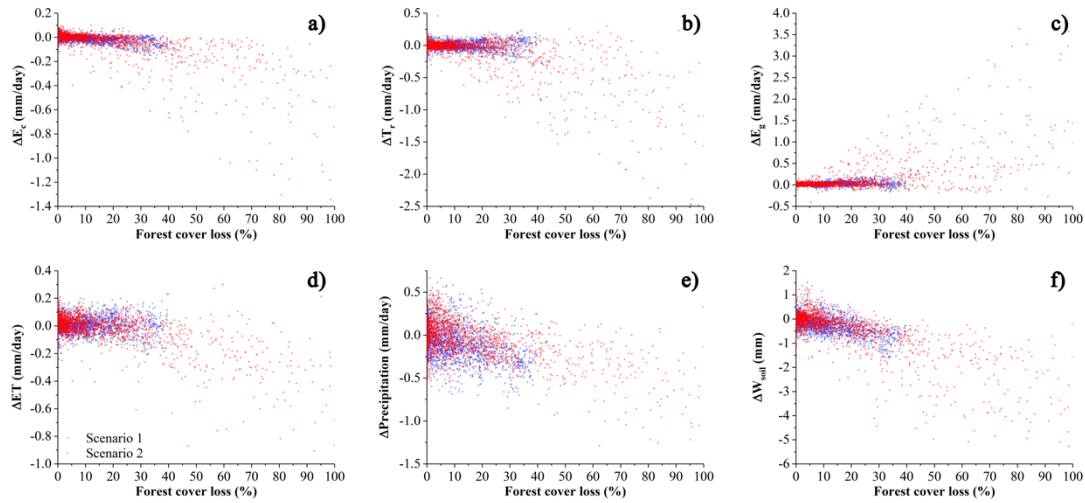 a)
0.0
-0.2
-0.4
-0.6
-0.8
-1.0
-1.2
-1.4
ΔE_c (mm/day)
0 10 20 30 40 50 60 70 80 90 100
Forest cover loss (%)
b)
0.5
0.0
-0.5
-1.0
-1.5
-2.0
-2.5
ΔT_r (mm/day)
0 10 20 30 40 50 60 70 80 90 100
Forest cover loss (%)
c)
4.0
3.5
3.0
2.5
2.0
1.5
1.0
0.5
0.0
-0.5
ΔE_g (mm/day)
0 10 20 30 40 50 60 70 80 90 100
Forest cover loss (%)
d)
0.4
0.2
0.0
-0.2
-0.4
-0.6
-0.8
-1.0
ΔET (mm/day)
Scenario 1
Scenario 2
0 10 20 30 40 50 60 70 80 90 100
Forest cover loss (%)
e)
0.5
0.0
-0.5
-1.0
-1.5
ΔPrecipitation (mm/day)
0 10 20 30 40 50 60 70 80 90 100
Forest cover loss (%)
f)
2
1
0
-1
-2
-3
-4
-5
-6
ΔW_soil (mm)
0 10 20 30 40 50 60 70 80 90 100
Forest cover loss (%)